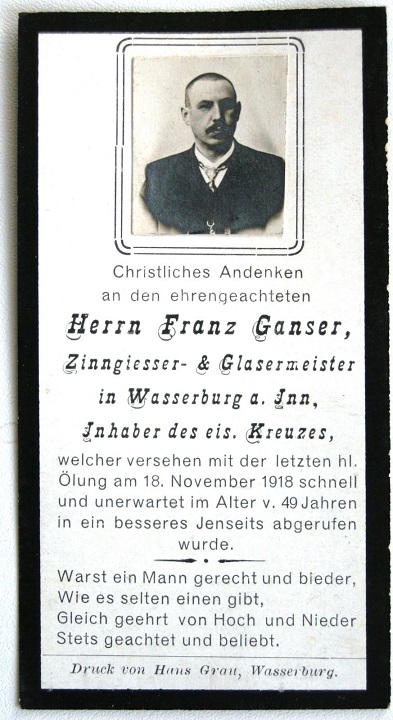 Christliches Andenken
an den ehrengeachteten
Herrn Franz Ganser,
Zinngiesser- & Glasermeister
in Wasserburg a. Inn,
Inhaber des eis. Kreuzes,
welcher versehen mit der letzten hl.
Ölung am 18. November 1918 schnell
und unerwartet im Alter v. 49 Jahren
in ein besseres Jenseits abgerufen
wurde.
Warst ein Mann gerecht und bieder,
Wie es selten einen gibt,
Gleich geehrt von Hoch und Nieder
Stets geachtet und beliebt.
Druck von Hans Grau, Wasserburg.